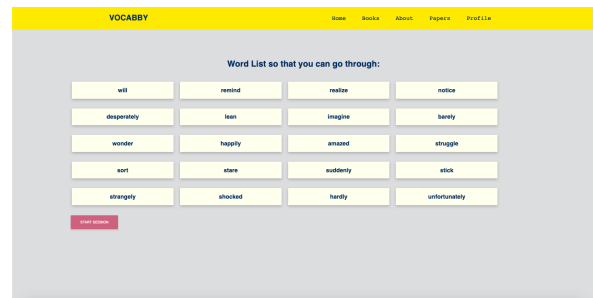 VOCABBY Home Books About Papers Profile
Word List so that you can go through:
will remind realize notice
desperately lean imagine barely
wonder happily amazed struggle
sort stare suddenly stick
strangely shocked hardly unfortunately
START SESSION